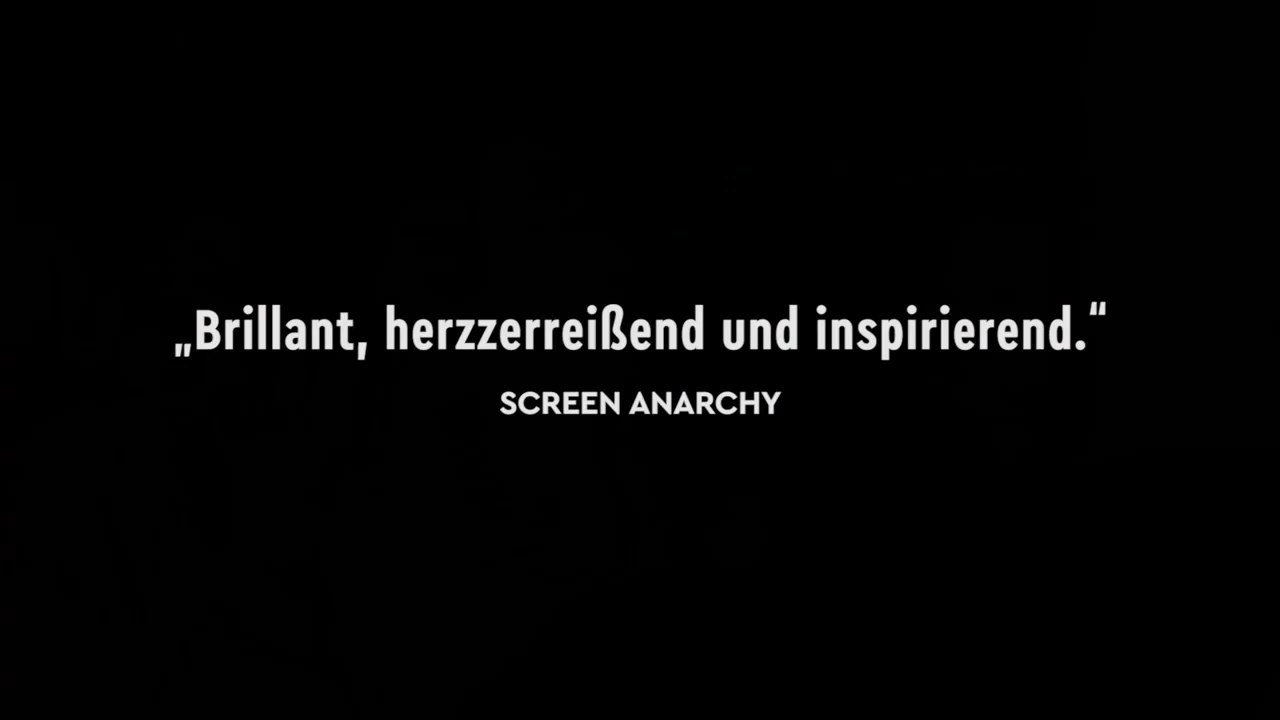 „Brillant, herzzerreißend und inspirierend.“
SCREEN ANARCHY